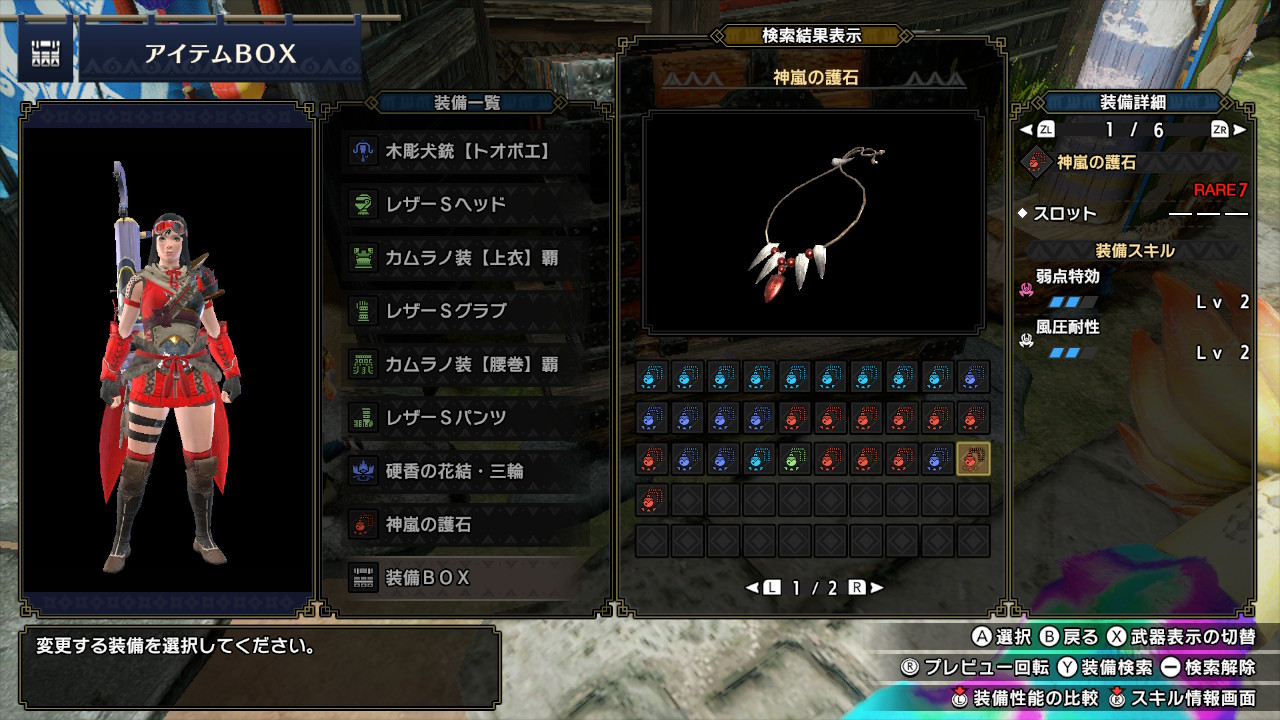 アイテムBOX
装備一覧
木彫犬銃【トオボエ】
レザーSヘッド
カムラノ装【上衣】覇
レザーSグラブ
カムラノ装【腰巻】覇
レザーSパンツ
硬香の花結・三輪
神嵐の護石
装備BOX
検索結果表示
神嵐の護石
L 1 / 2 R
装備詳細
ZL 1 / 6 ZR
神嵐の護石
RARE7
スロット ― ― ―
装備スキル
弱点特効
Lv 2
風圧耐性
Lv 2
変更する装備を選択してください。
A 選択 B 戻る X 武器表示の切替
R プレビュー回転 Y 装備検索 － 検索解除
L 装備性能の比較 R スキル情報画面